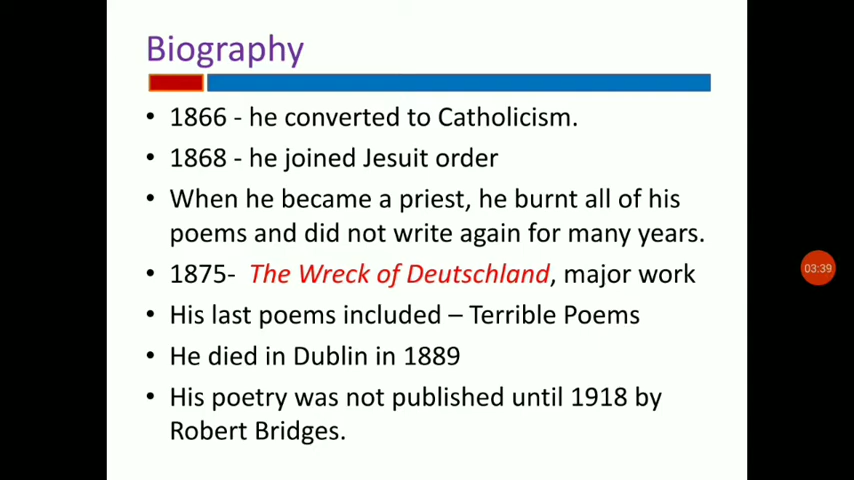 Biography
• 1866 - he converted to Catholicism.
• 1868 - he joined Jesuit order
• When he became a priest, he burnt all of his
poems and did not write again for many years.
• 1875- The Wreck of Deutschland, major work
• His last poems included – Terrible Poems
• He died in Dublin in 1889
• His poetry was not published until 1918 by
Robert Bridges.
03:39